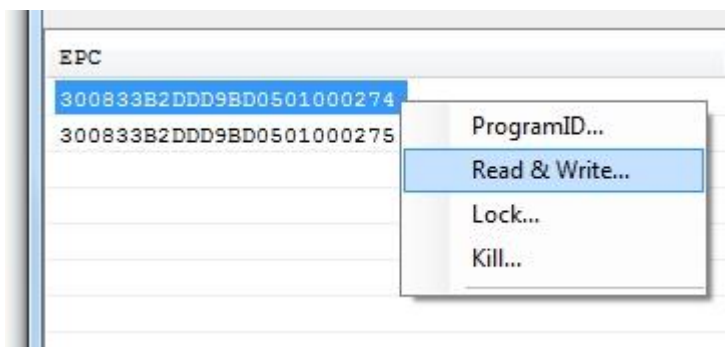 EPC
300833B2DDD9BD0501000274
300833B2DDD9BD0501000275
ProgramID...
Read & Write...
Lock...
Kill...